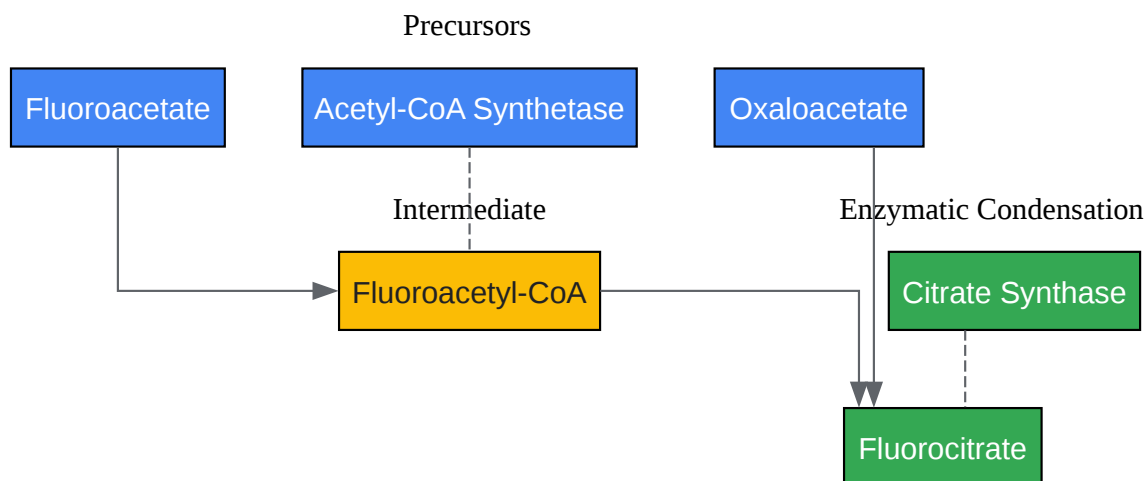 Precursors
Fluoroacetate
Acetyl-CoA Synthetase
Oxaloacetate
Intermediate
Enzymatic Condensation
Fluoroacetyl-CoA
Citrate Synthase
Fluorocitrate